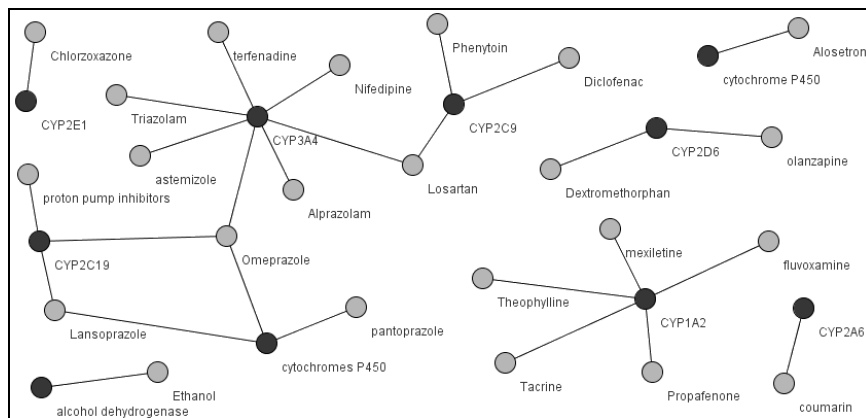 Chlorzoxazone
terfenadine
Phenytoin
Alosetron
Nifedipine
Diclofenac
cytochrome P450
CYP2E1
Triazolam
CYP3A4
CYP2C9
CYP2D6
olanzapine
astemizole
Losartan
Dextromethorphan
proton pump inhibitors
Alprazolam
CYP2C19
Omeprazole
mexiletine
fluvoxamine
Theophylline
CYP1A2
CYP2A6
Lansoprazole
pantoprazole
cytochromes P450
Ethanol
Tacrine
Propafenone
coumarin
alcohol dehydrogenase